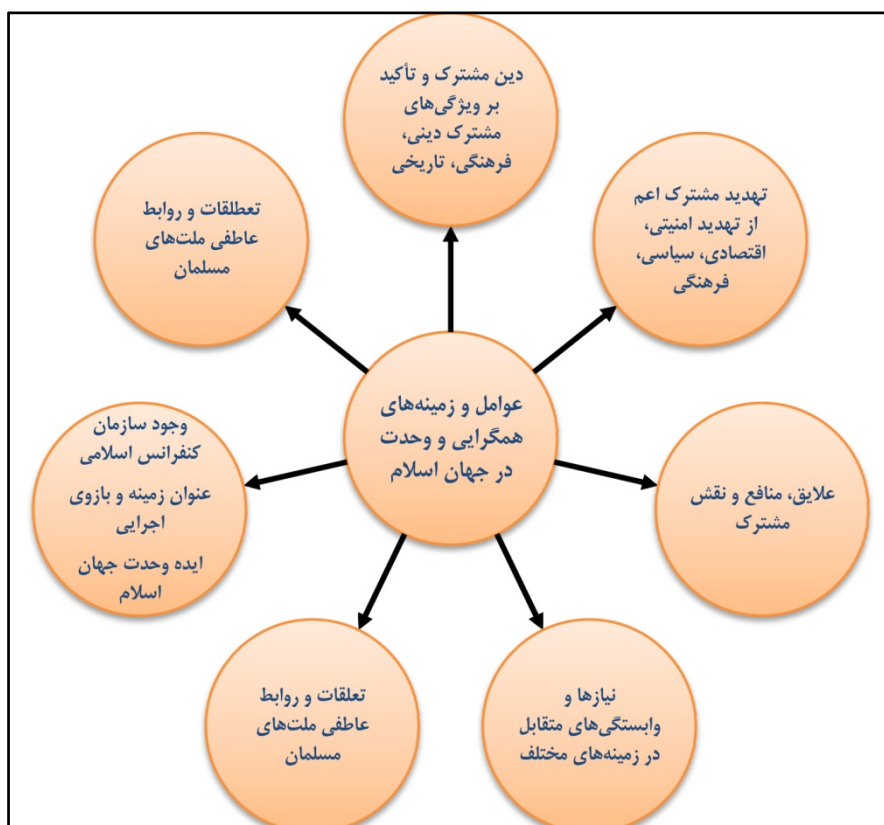 دین مشترک و تأکید
بر ویژگی‌های
مشترک دینی،
فرهنگی، تاریخی
تهدید مشترک اعم
از تهدید امنیتی،
اقتصادی، سیاسی،
فرهنگی
تعطلقات و روابط
عاطفی ملت‌های
مسلمان
عوامل و زمینه‌های
همگرایی و وحدت
در جهان اسلام
علایق، منافع و نقش
مشترک
وجود سازمان
کنفرانس اسلامی
عنوان زمینه و بازوی
اجرایی
ایده وحدت جهان
اسلام
نیازها و
وابستگی‌های متقابل
در زمینه‌های مختلف
تعلقات و روابط
عاطفی ملت‌های
مسلمان